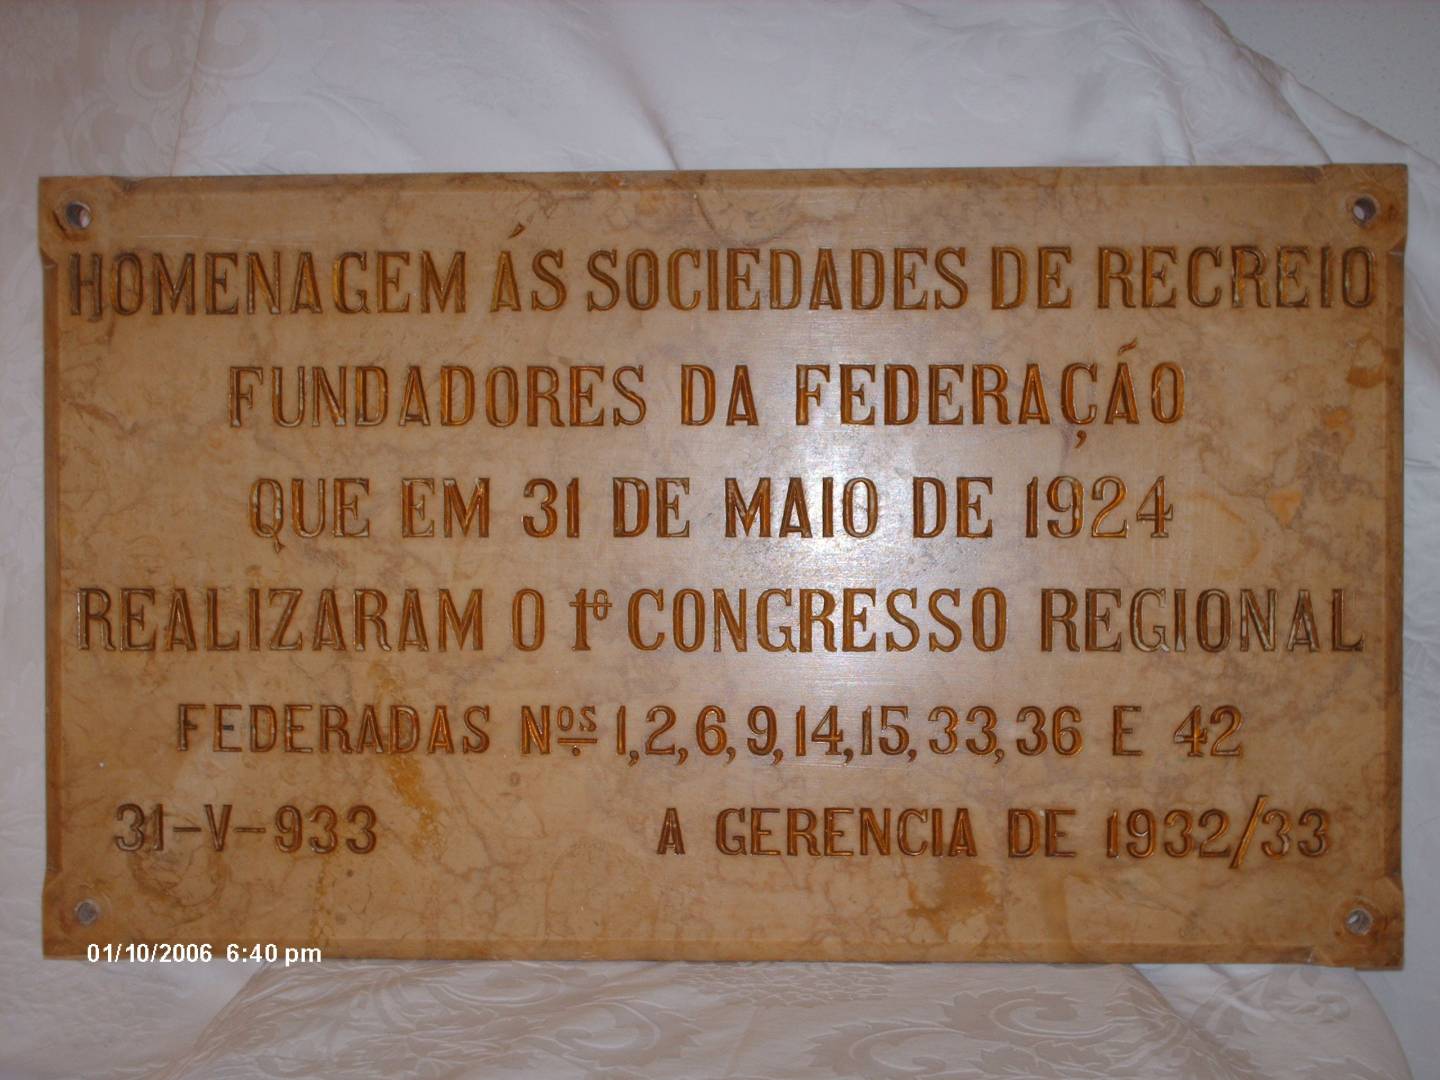 HOMENAGEM ÁS SOCIEDADES DE RECREIO
FUNDADORES DA FEDERAÇÃO
QUE EM 31 DE MAIO DE 1924
REALIZARAM O 1º CONGRESSO REGIONAL
FEDERADAS Nos 1,2,6,9,14,15,33,36 E 42
31-V-933 A GERENCIA DE 1932/33
01/10/2006 6:40 pm